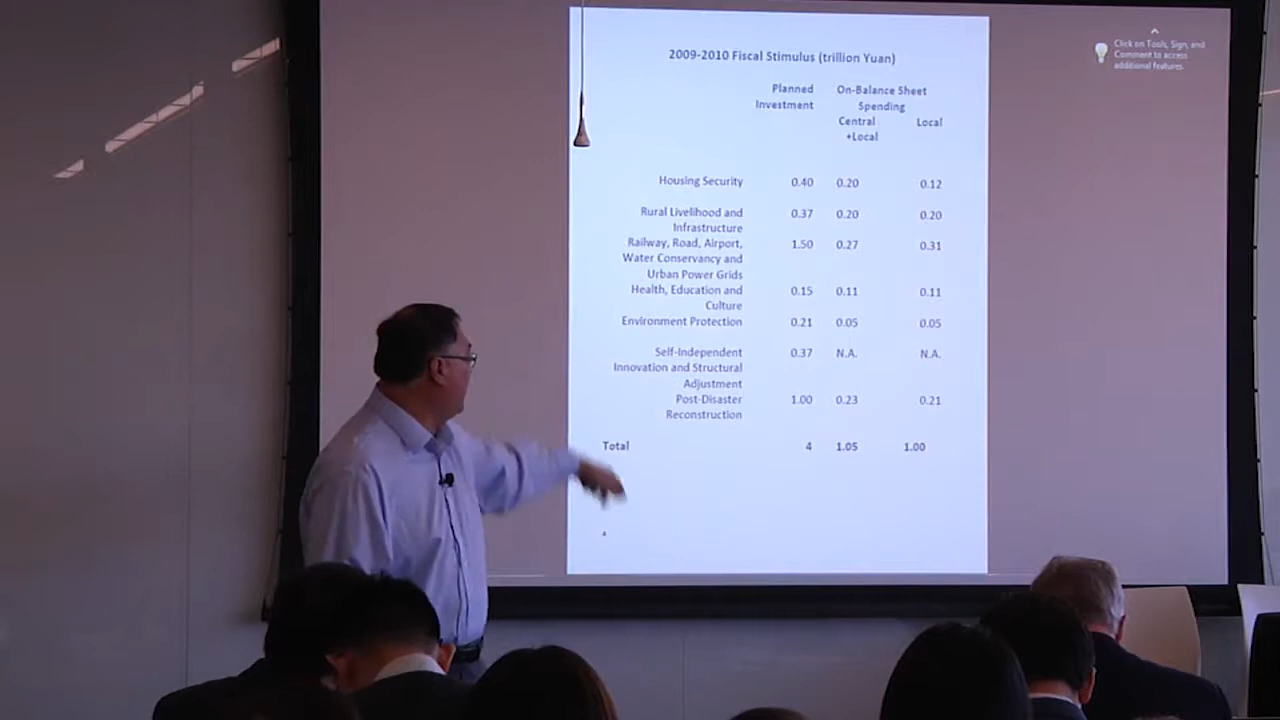 2009-2010 Fiscal Stimulus (trillion Yuan)
Planned On-Balance Sheet
Investment Spending
Central Local
+Local
Housing Security 0.40 0.20 0.12
Rural Livelihood and 0.37 0.20 0.20
Infrastructure
Railway, Road, Airport, 1.50 0.27 0.31
Water Conservancy and
Urban Power Grids
Health, Education and 0.15 0.11 0.11
Culture
Environment Protection 0.21 0.05 0.05
Self-Independent 0.37 N.A. N.A.
Innovation and Structural
Adjustment
Post-Disaster 1.00 0.23 0.21
Reconstruction
Total 4 1.05 1.00
4
Click on Tools, Sign, and
Comment to access
additional features.